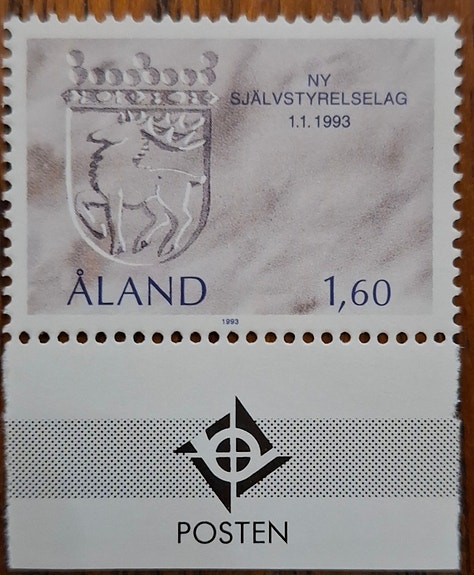 NY
SJÄLVSTYRELSELAG
1.1.1993
ÅLAND 1,60
1993
POSTEN